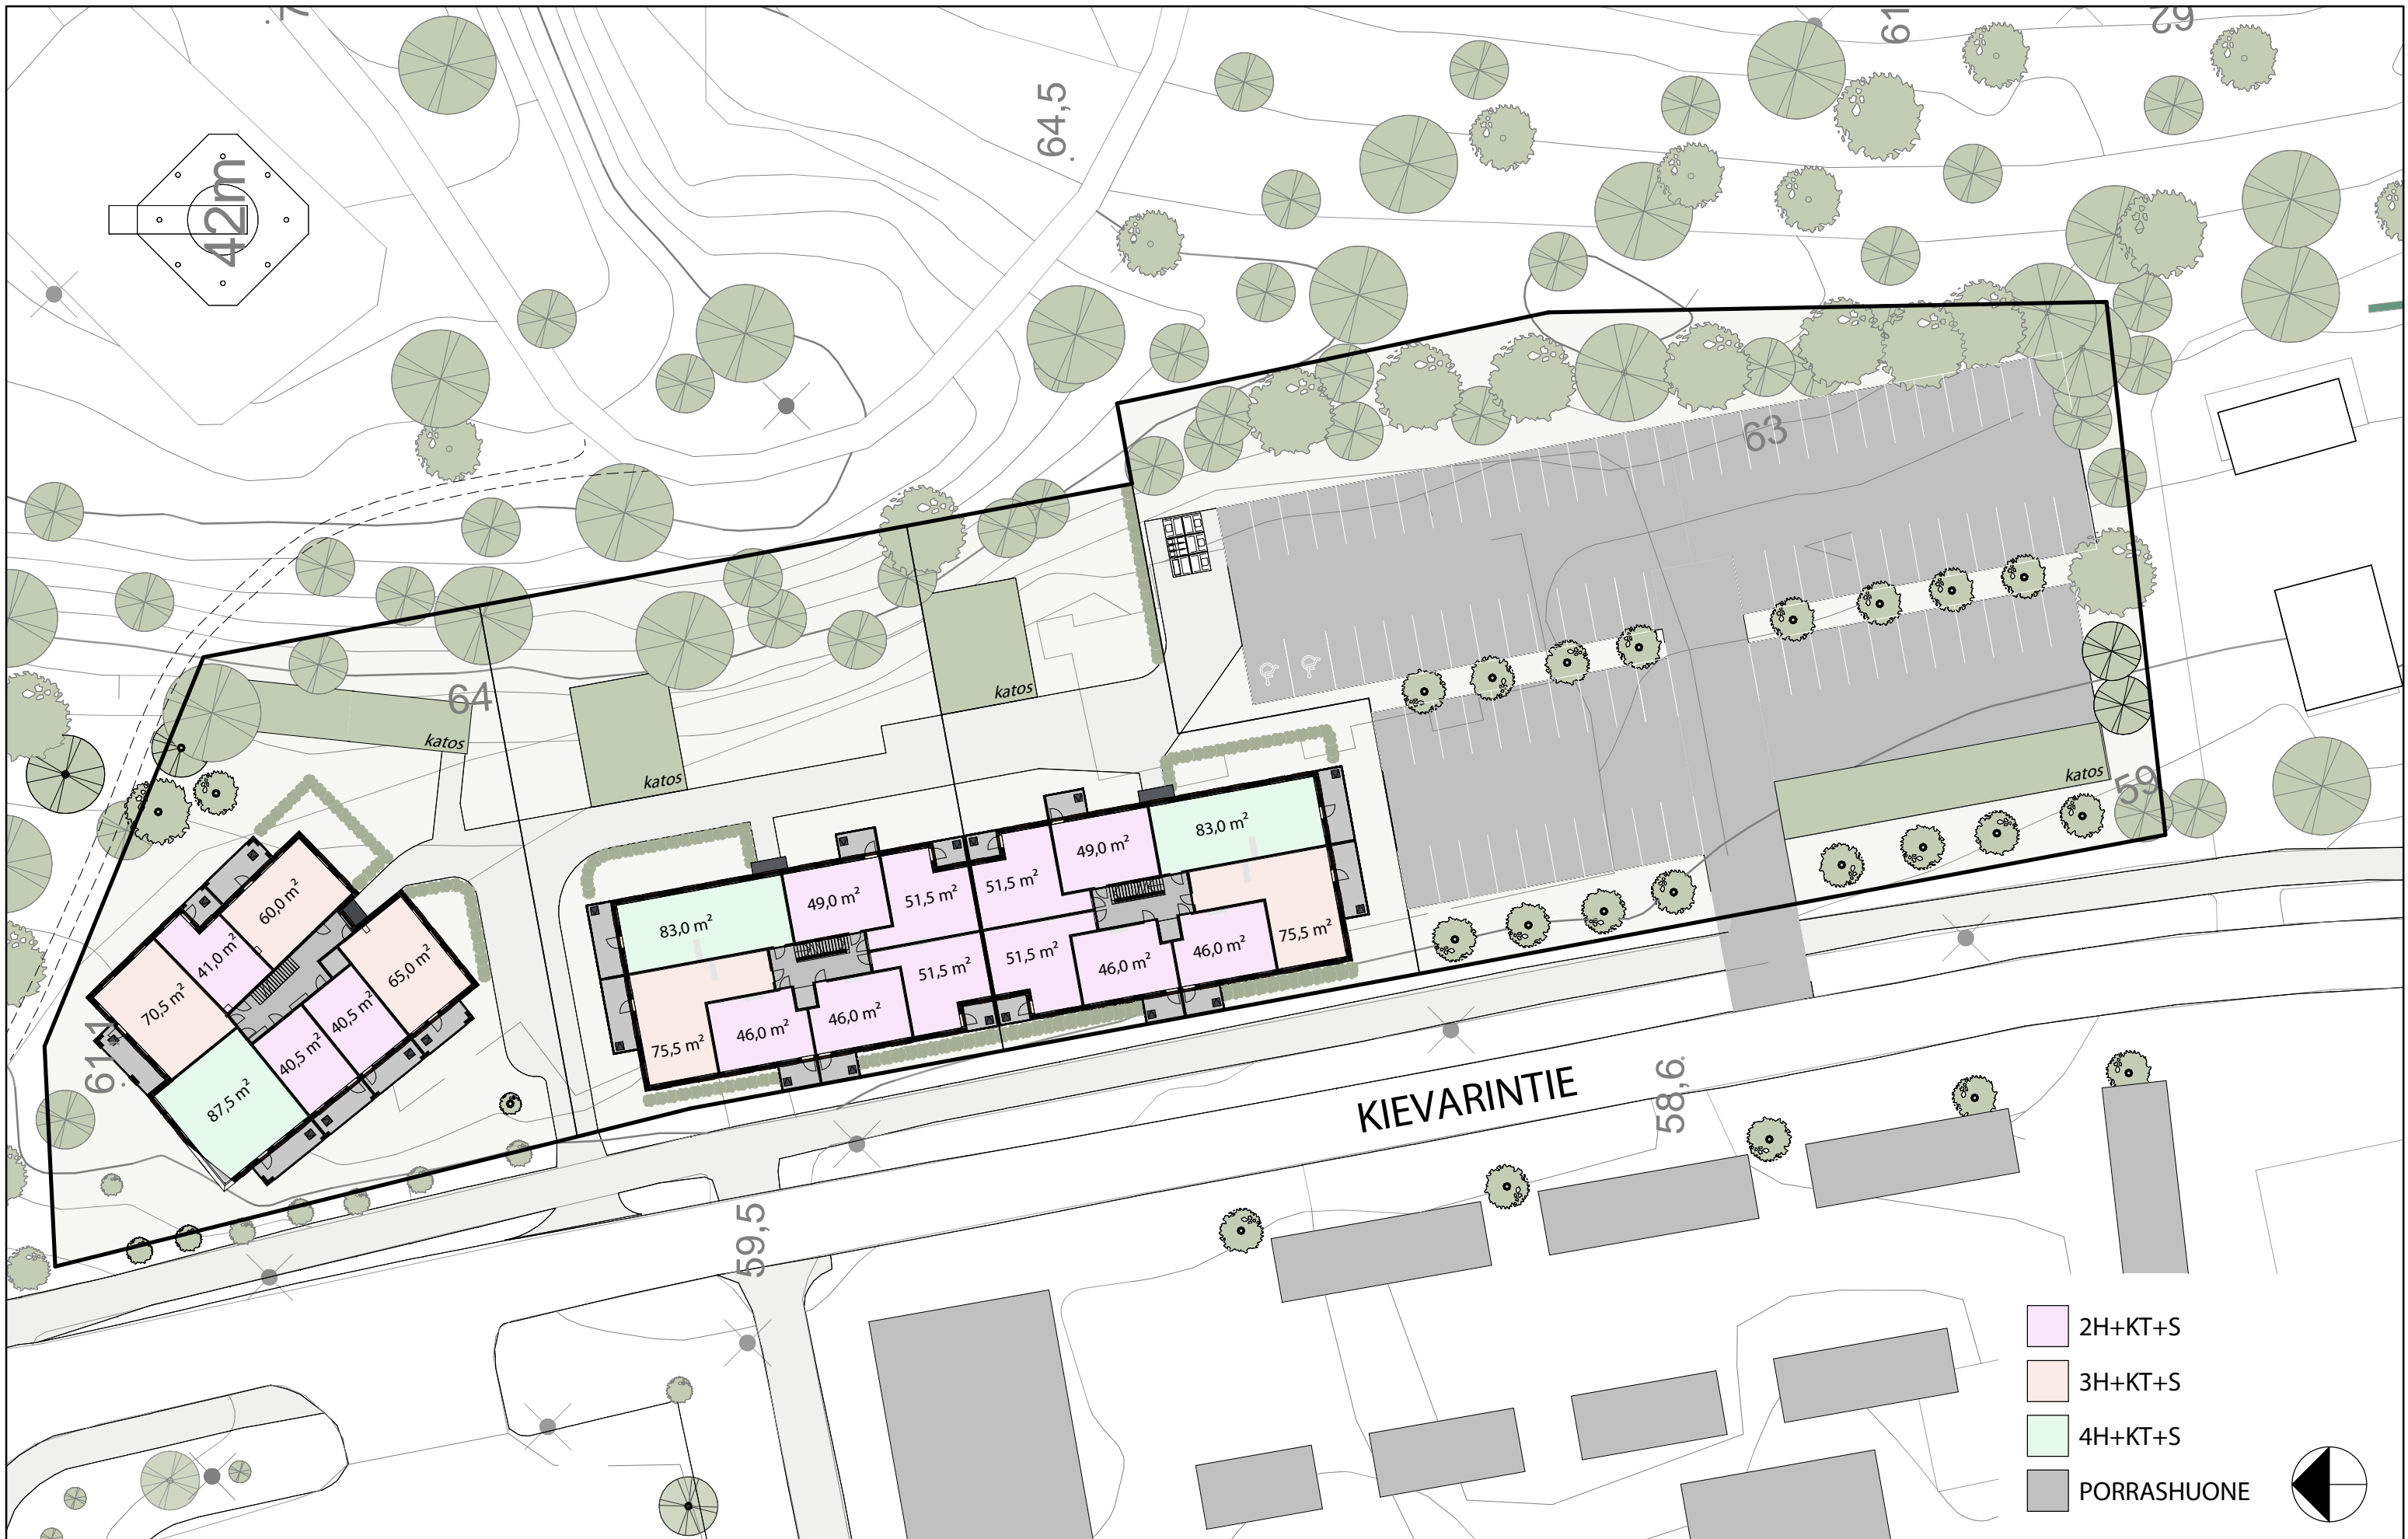 61
62
42m
64,5
63
64
katos
katos
katos
katos
59
60,0 m²
41,0 m²
70,5 m²
65,0 m²
40,5 m²
40,5 m²
87,5 m²
61,1
83,0 m²
49,0 m²
51,5 m²
51,5 m²
49,0 m²
83,0 m²
75,5 m²
46,0 m²
46,0 m²
51,5 m²
51,5 m²
46,0 m²
46,0 m²
75,5 m²
KIEVARINTIE
58,6
59,5
2H+KT+S
3H+KT+S
4H+KT+S
PORRASHUONE